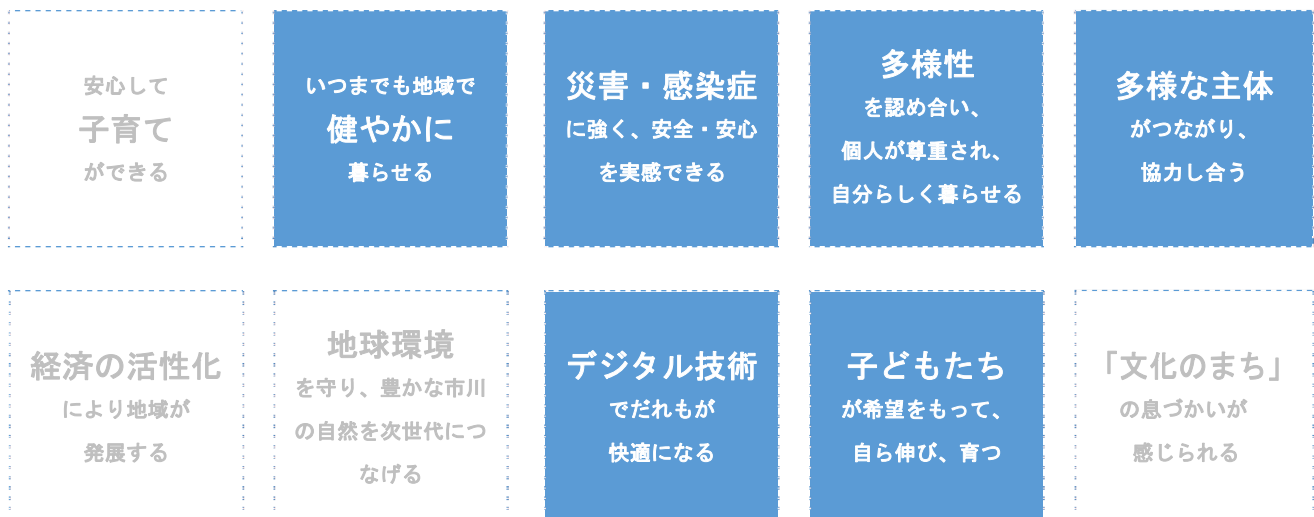 安心して
子育て
ができる
いつまでも地域で
健やかに
暮らせる
災害・感染症
に強く、安全・安心
を実感できる
多様性
を認め合い、
個人が尊重され、
自分らしく暮らせる
多様な主体
がつながり、
協力し合う
経済の活性化
により地域が
発展する
地球環境
を守り、豊かな市川
の自然を次世代につ
なげる
デジタル技術
でだれもが
快適になる
子どもたち
が希望をもって、
自ら伸び、育つ
「文化のまち」
の息づかいが
感じられる